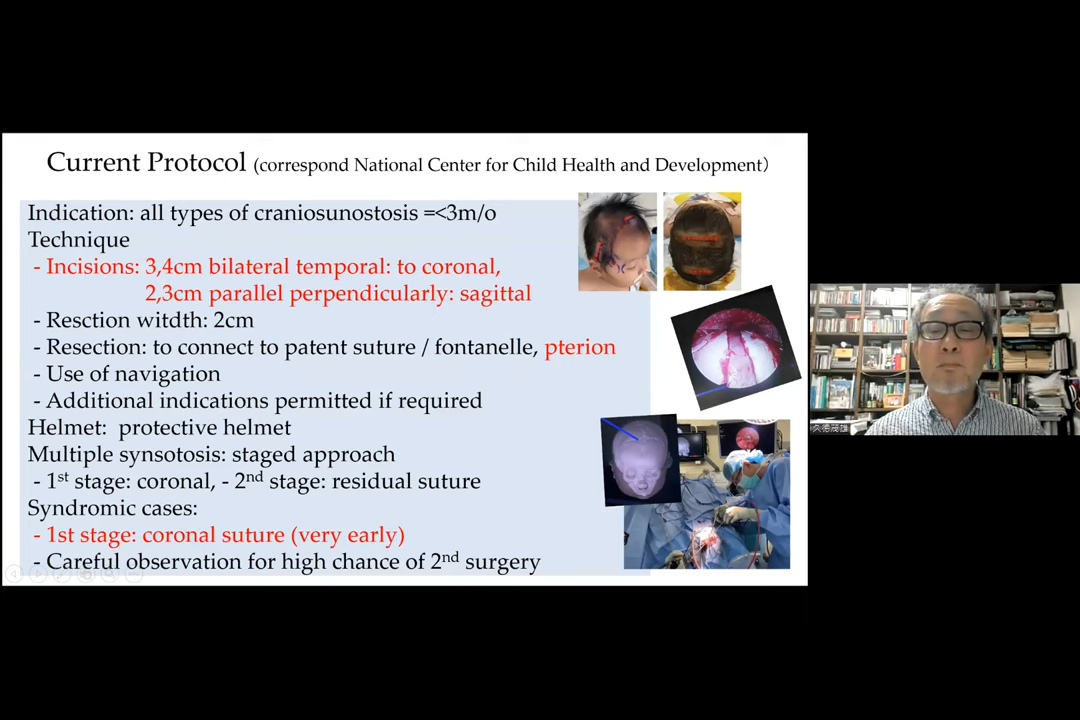 Current Protocol (correspond National Center for Child Health and Development)
Indication: all types of craniosunostosis =<3m/o
Technique
- Incisions: 3,4cm bilateral temporal: to coronal,
2,3cm parallel perpendicularly: sagittal
- Resction witdth: 2cm
- Resection: to connect to patent suture / fontanelle, pterion
- Use of navigation
- Additional indications permitted if required
Helmet: protective helmet
Multiple synsotosis: staged approach
- 1st stage: coronal, - 2nd stage: residual suture
Syndromic cases:
- 1st stage: coronal suture (very early)
- Careful observation for high chance of 2nd surgery